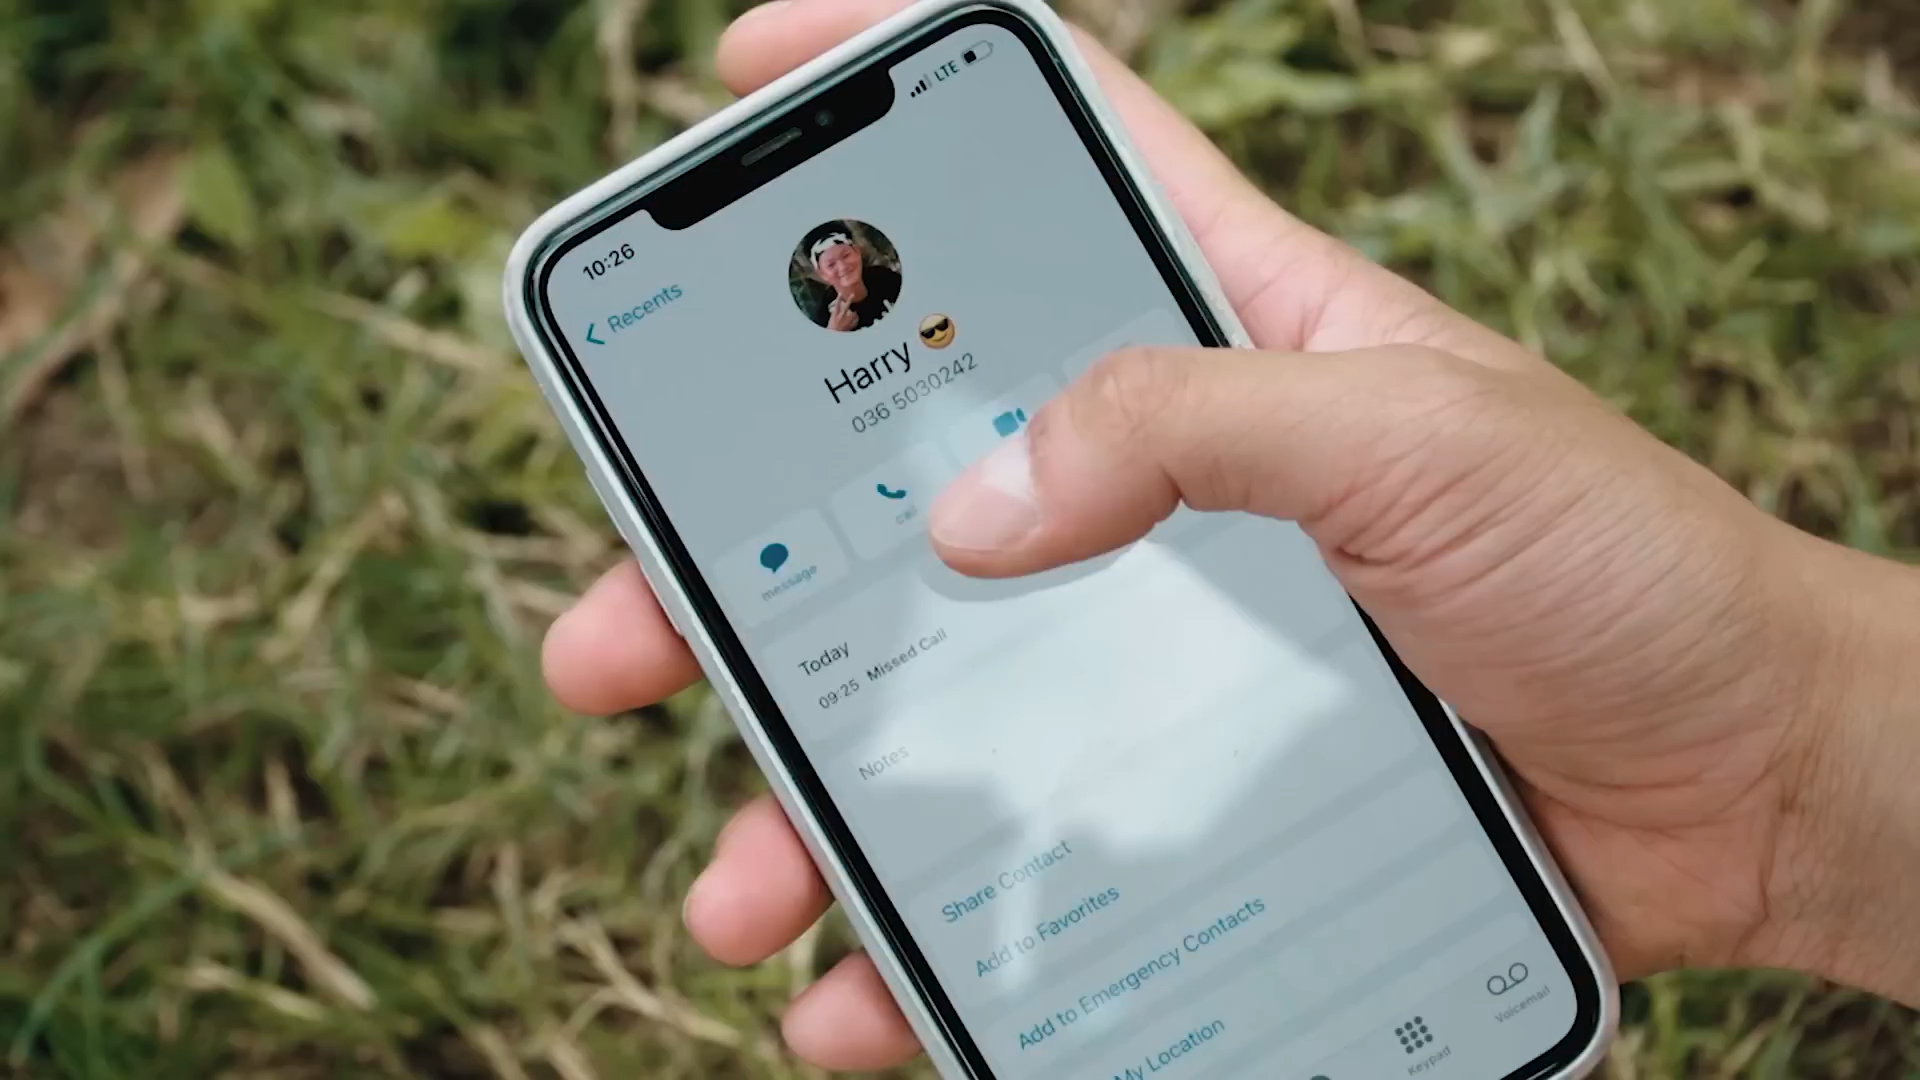 10:26
LTE
Recents
Harry 😎
036 5030242
message
call
Today
09:25 Missed Call
Notes
Share Contact
Add to Favorites
Add to Emergency Contacts
My Location
Keypad
Voicemail